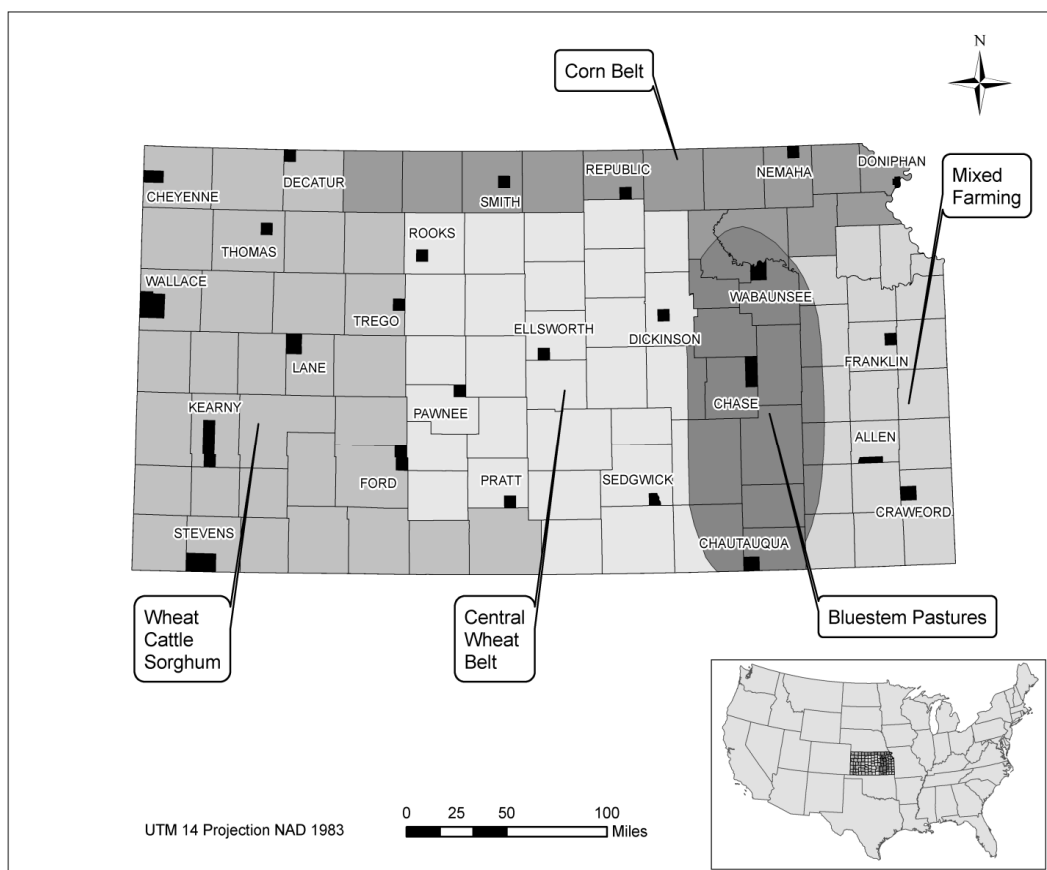 N
Corn Belt
Mixed
Farming
CHEYENNE
DECATUR
SMITH
REPUBLIC
NEMAHA
DONIPHAN
THOMAS
ROOKS
WALLACE
TREGO
ELLSWORTH
DICKINSON
WABAUNSEE
LANE
FRANKLIN
KEARNY
PAWNEE
CHASE
ALLEN
FORD
PRATT
SEDGWICK
CRAWFORD
STEVENS
CHAUTAUQUA
Wheat
Cattle
Sorghum
Central
Wheat
Belt
Bluestem Pastures
UTM 14 Projection NAD 1983
0 25 50 100
Miles